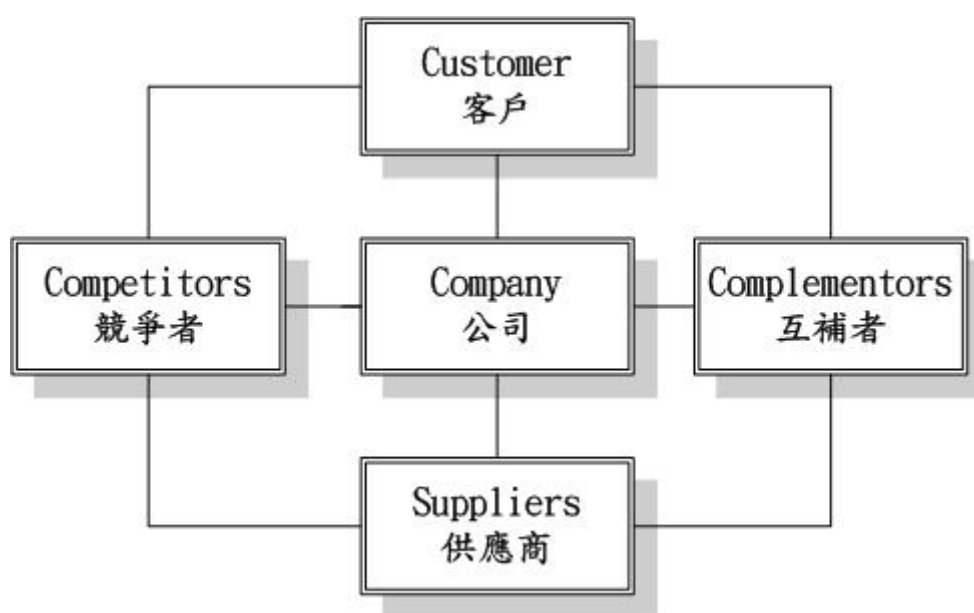 Customer
客戶
Competitors
競爭者
Company
公司
Complementors
互補者
Suppliers
供應商